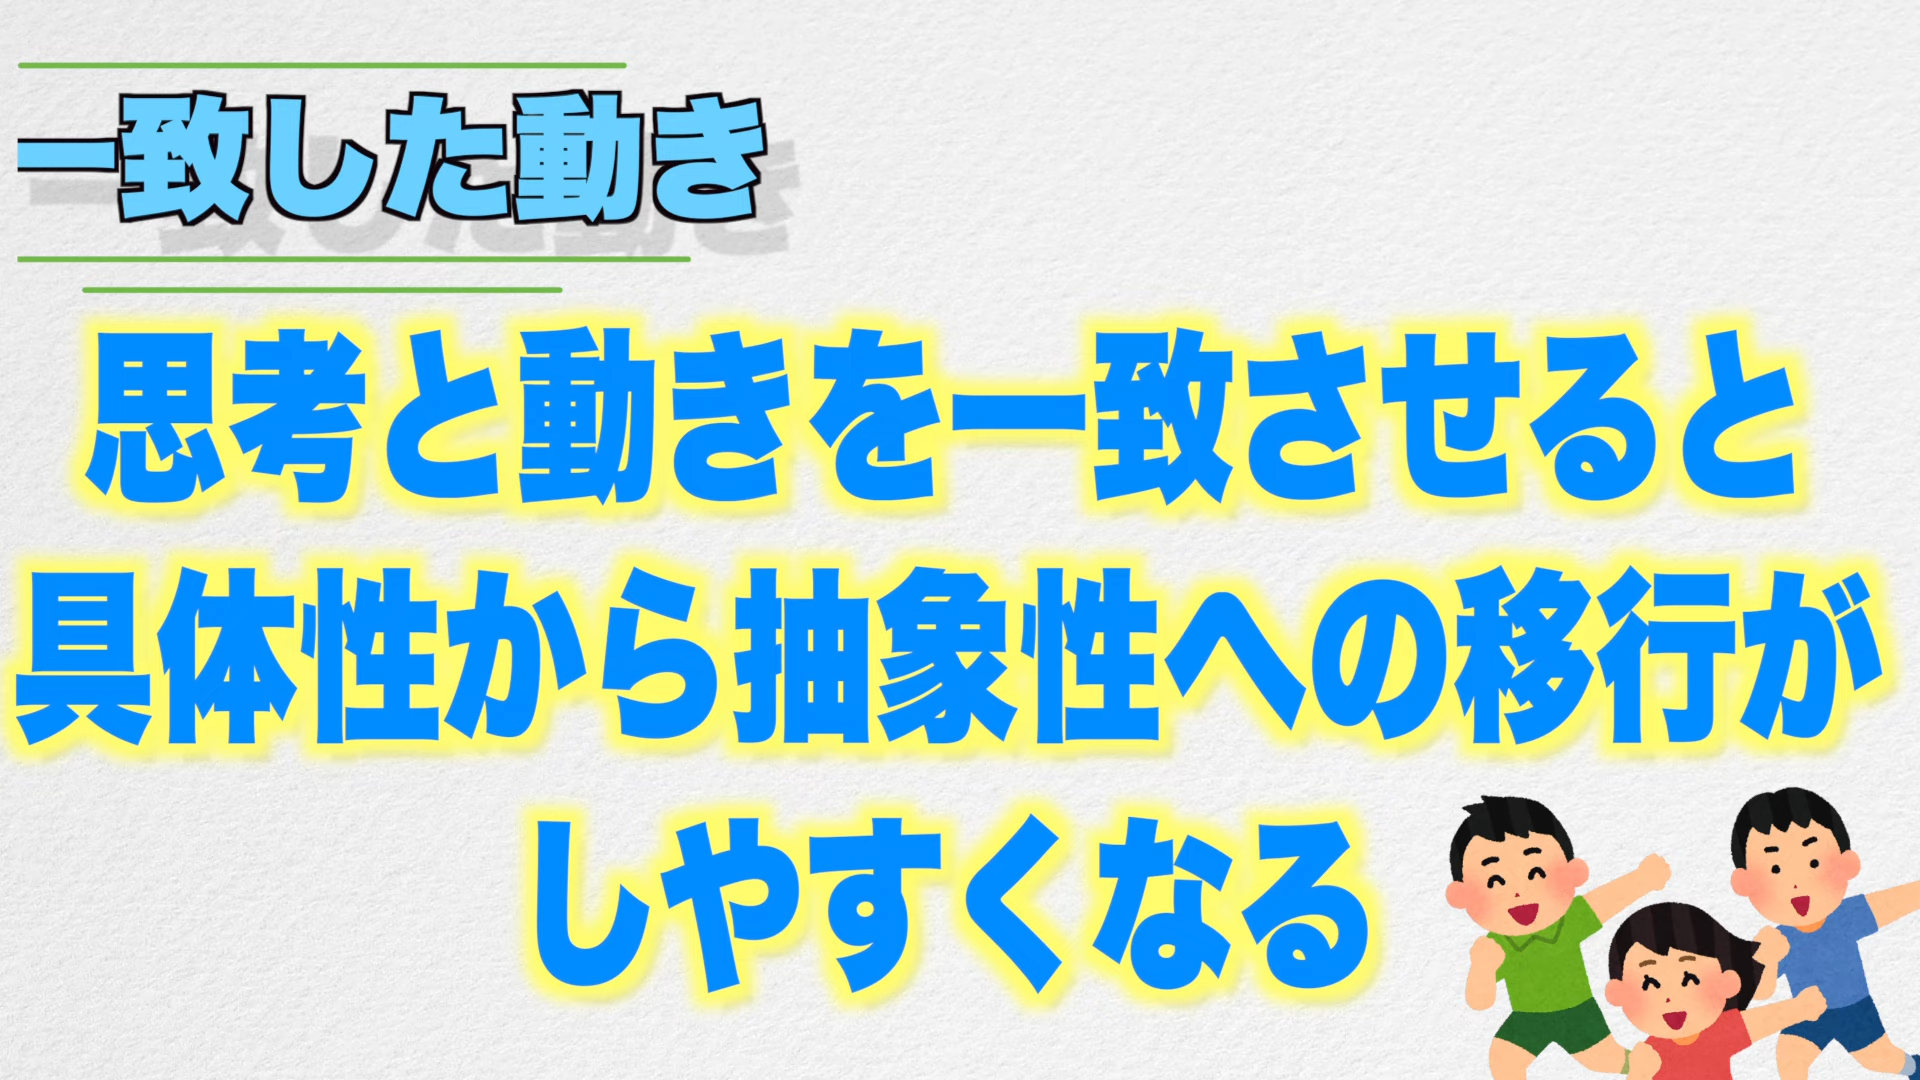 一致した動き
思考と動きを一致させると
具体性から抽象性への移行が
しやすくなる